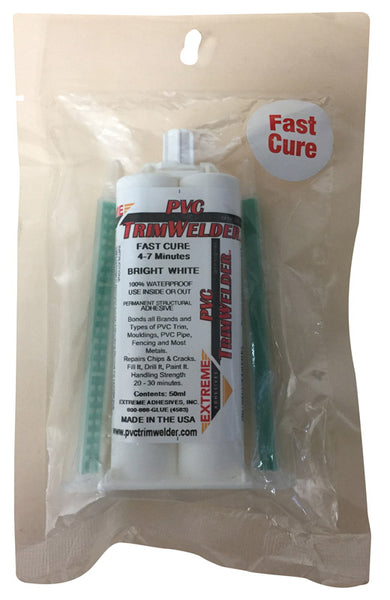 Fast
Cure
PVC
TRIMWELDER
FAST CURE
4-7 Minutes
BRIGHT WHITE
100% WATERPROOF
USE INSIDE OR OUT
PERMANENT STRUCTURAL
ADHESIVE
Bonds all Brands and
Types of PVC Trim,
Mouldings, PVC Pipe,
Fencing and Most
Metals.
Repairs Chips & Cracks.
Fill It, Drill It, Paint It.
Handling Strength
20 - 30 minutes.
Contents: 50ml
EXTREME ADHESIVES, INC.
800-888-GLUE (4583)
MADE IN THE USA
www.pvctrimwelder.com
EXTREME
ADHESIVES
PVC
TRIMWELDER
ME